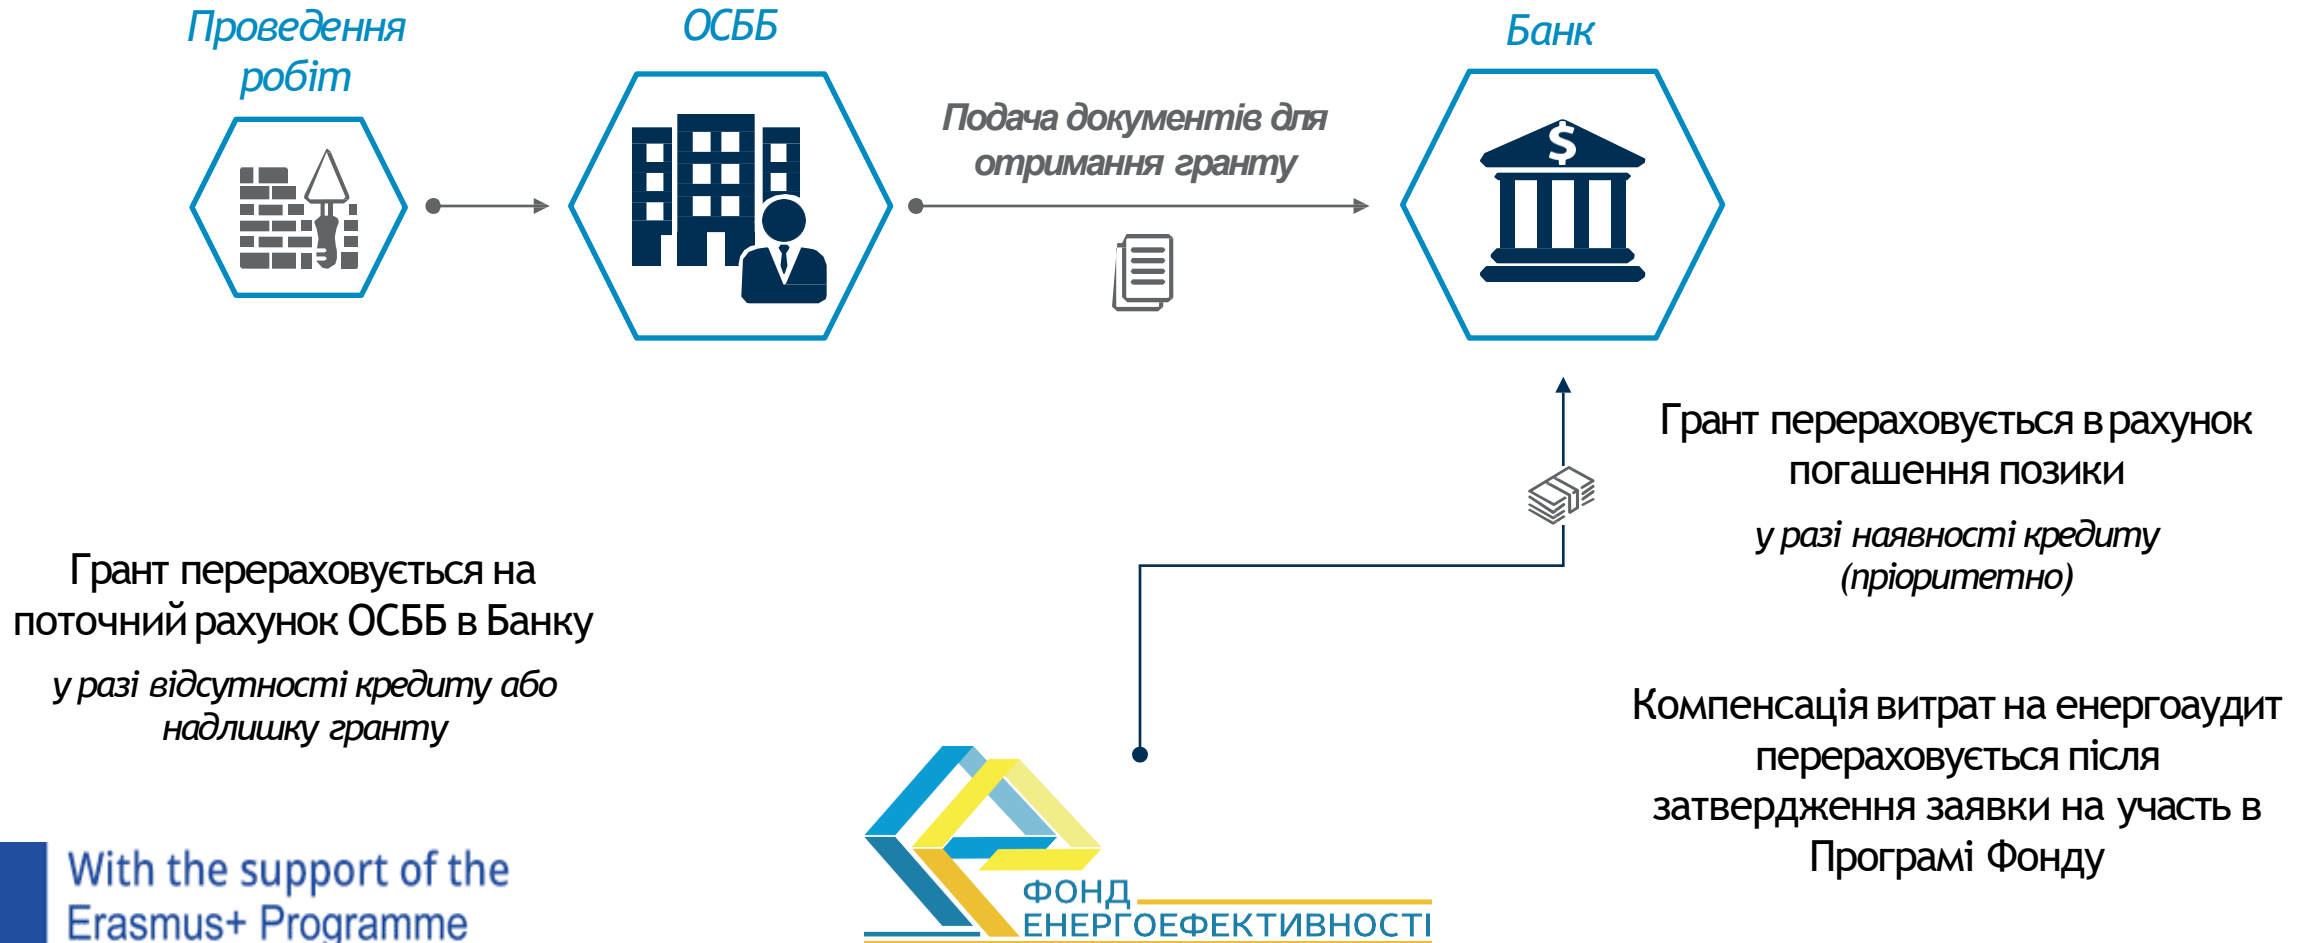 Проведення
робіт
ОСББ
Банк
Подача документів для
отримання гранту
$
Грант перераховується в рахунок
погашення позики
у разі наявності кредиту
(пріоритетно)
Грант перераховується на
поточний рахунок ОСББ в Банку
у разі відсутності кредиту або
надлишку гранту
Компенсація витрат на енергоаудит
перераховується після
затвердження заявки на участь в
Програмі Фонду
With the support of the
Erasmus+ Programme
ФОНД
ЕНЕРГОЕФЕКТИВНОСТІ